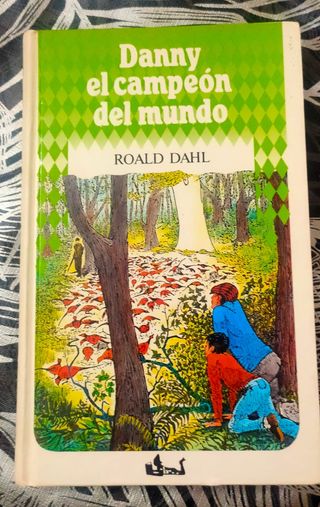 Danny
el campeón
del mundo
ROALD DAHL